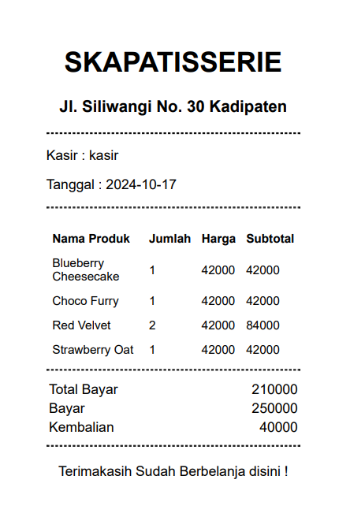 SKAPATISSERIE
Jl. Siliwangi No. 30 Kadipaten
Kasir : kasir
Tanggal : 2024-10-17
Nama Produk Jumlah Harga Subtotal
Blueberry
Cheesecake 1 42000 42000
Choco Furry 1 42000 42000
Red Velvet 2 42000 84000
Strawberry Oat 1 42000 42000
Total Bayar 210000
Bayar 250000
Kembalian 40000
Terimakasih Sudah Berbelanja disini !